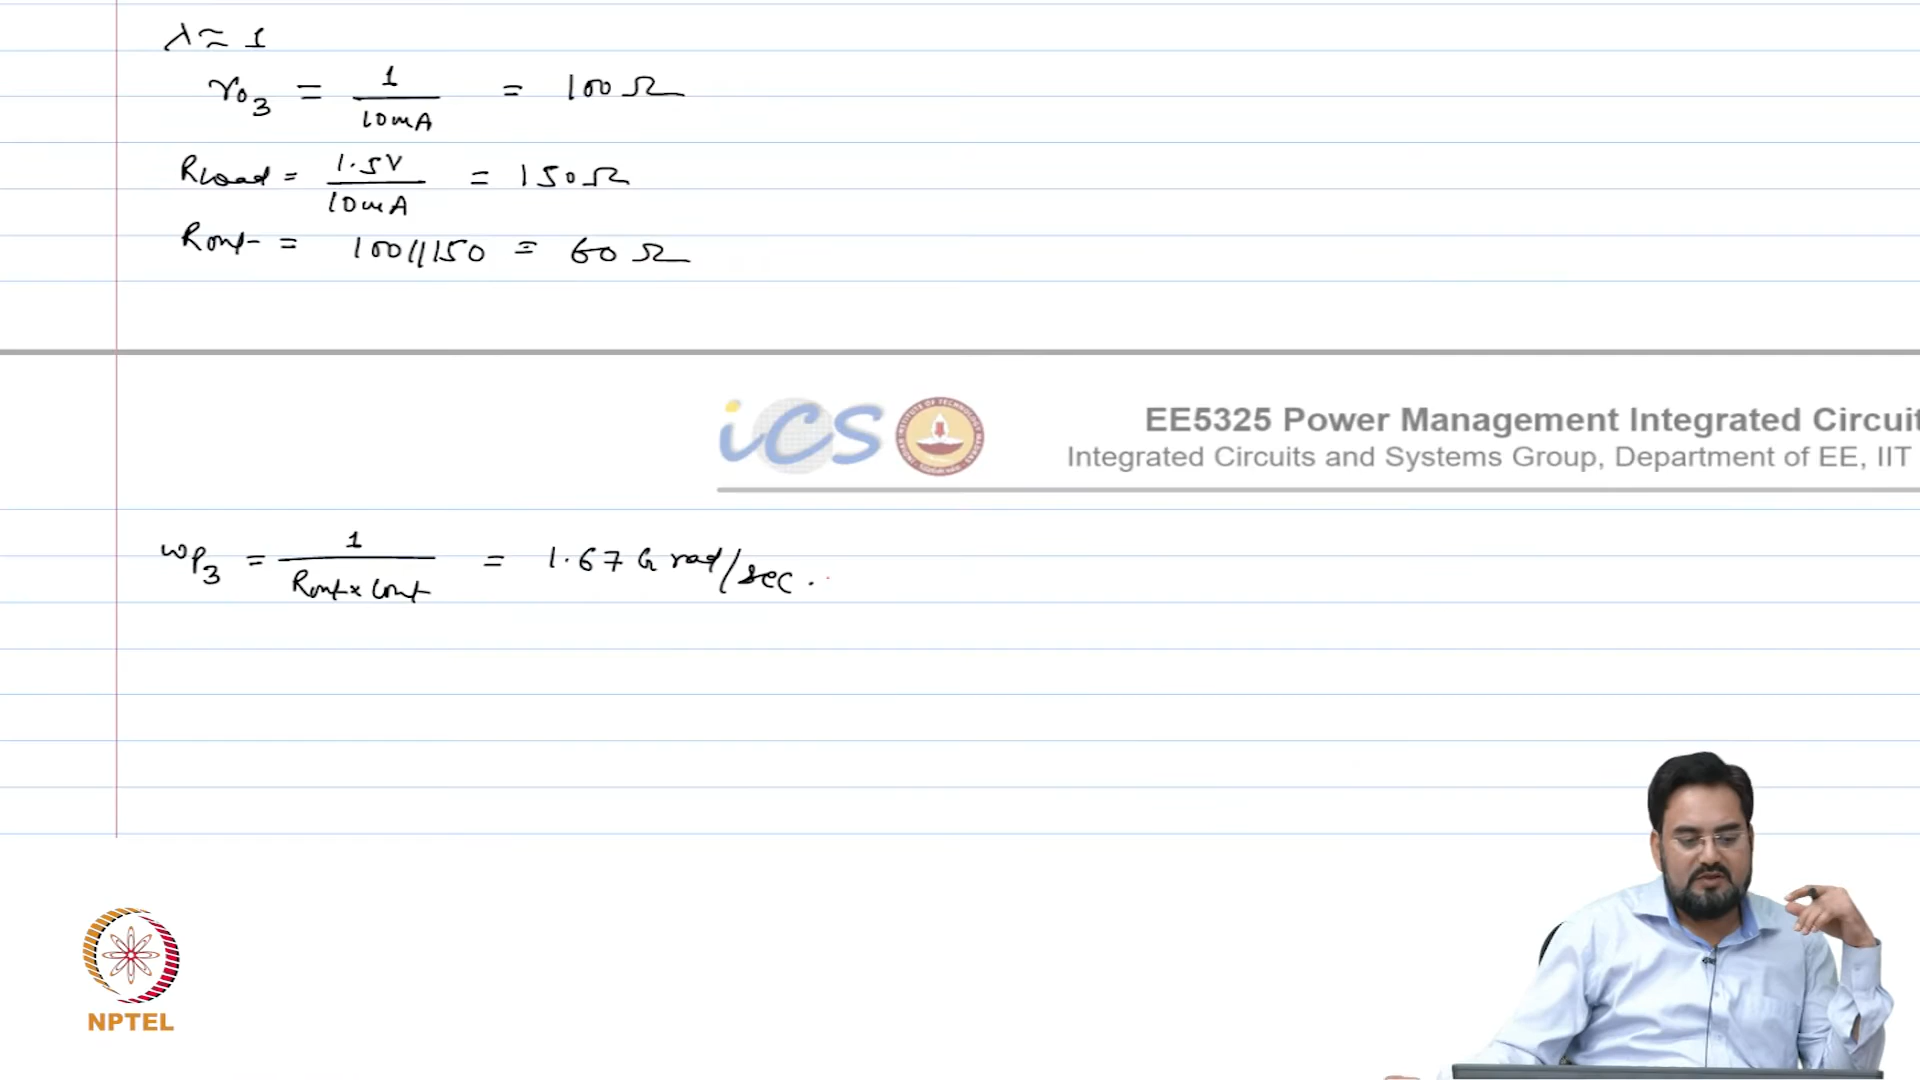 λ ≈ 1
ro3 = 1 / 10mA = 100 Ω
RLoad = 1.5V / 10mA = 150 Ω
Rout = 100//150 = 60 Ω
ics
EE5325 Power Management Integrated Circuit
Integrated Circuits and Systems Group, Department of EE, IIT
ωp3 = 1 / Rout × Cout = 1.67 G rad/sec.
NPTEL